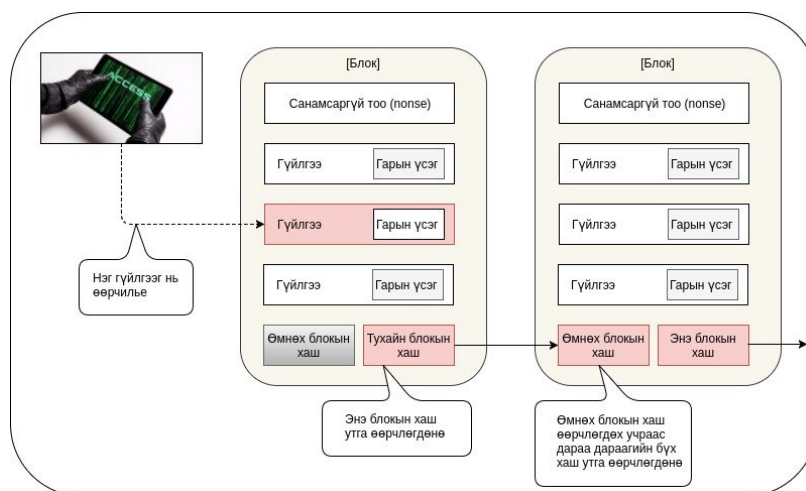 ACCESS
[Блок]
Санамсаргүй тоо (nonse)
Гүйлгээ
Гарын үсэг
Гүйлгээ
Гарын үсэг
Гүйлгээ
Гарын үсэг
Өмнөх блокын
хаш
Тухайн блокын
хаш
[Блок]
Санамсаргүй тоо (nonse)
Гүйлгээ
Гарын үсэг
Гүйлгээ
Гарын үсэг
Гүйлгээ
Гарын үсэг
Өмнөх блокын
хаш
Энэ блокын
хаш
Нэг гүйлгээг нь
өөрчилье
Энэ блокын хаш
утга өөрчлөгдөнө
Өмнөх блокын хаш
өөрчлөгдөх учраас
дараа дараагийн бүх
хаш утга өөрчлөгдөнө